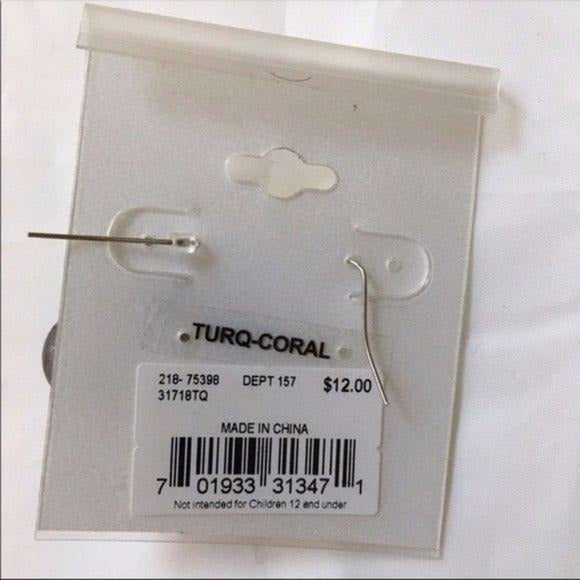 TURQ-CORAL
218- 75398 DEPT 157 $12.00
31718TQ
MADE IN CHINA
7 01933 31347 1
Not intended for Children 12 and under